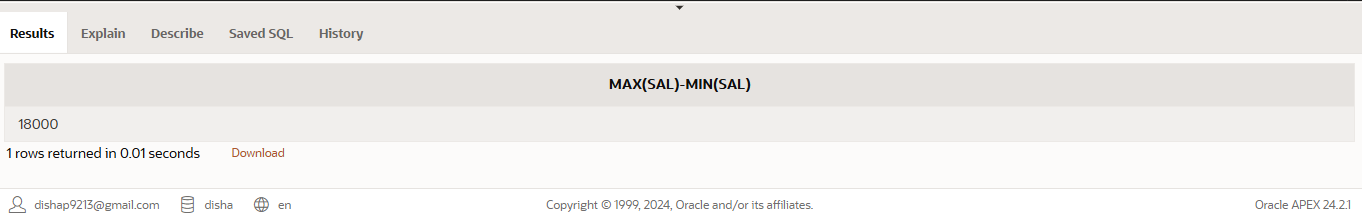 Results Explain Describe Saved SQL History
MAX(SAL)-MIN(SAL)
18000
1 rows returned in 0.01 seconds Download
dishap9213@gmail.com disha en Copyright © 1999, 2024, Oracle and/or its affiliates. Oracle APEX 24.2.1